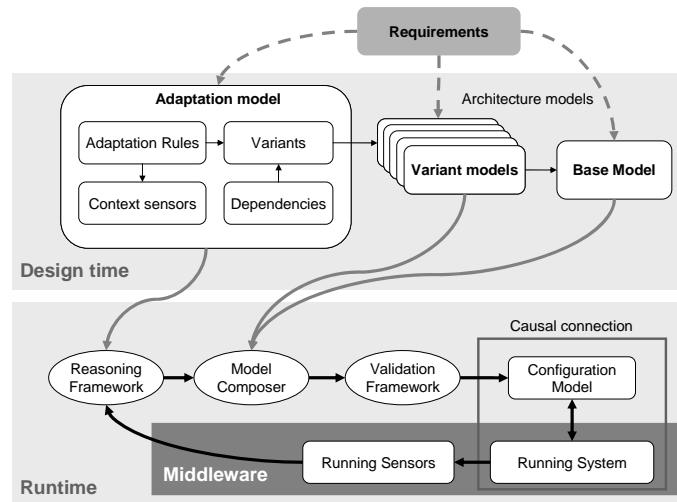 Requirements
Adaptation model
Architecture models
Adaptation Rules
Variants
Variant models
Base Model
Context sensors
Dependencies
Design time
Causal connection
Reasoning
Framework
Model
Composer
Validation
Framework
Configuration
Model
Running Sensors
Running System
Middleware
Runtime